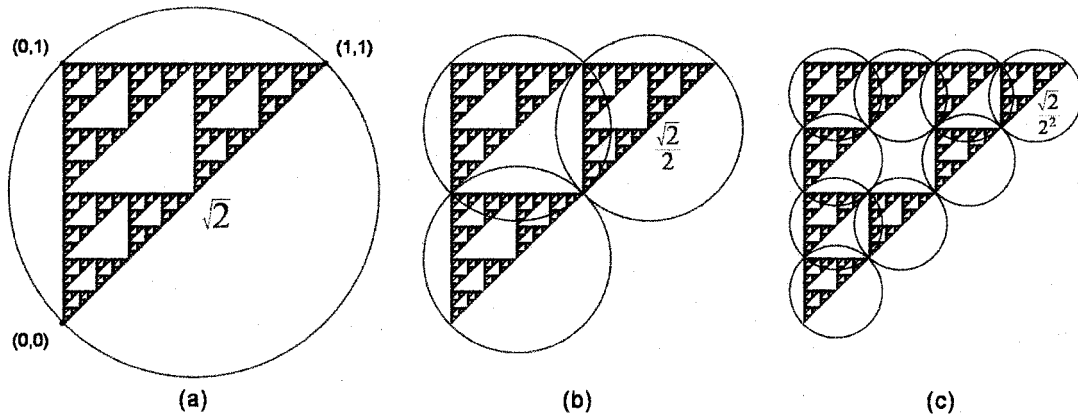 (0,1)
(1,1)
√2
(0,0)
(a)
√2/2
(b)
√2/2²
(c)